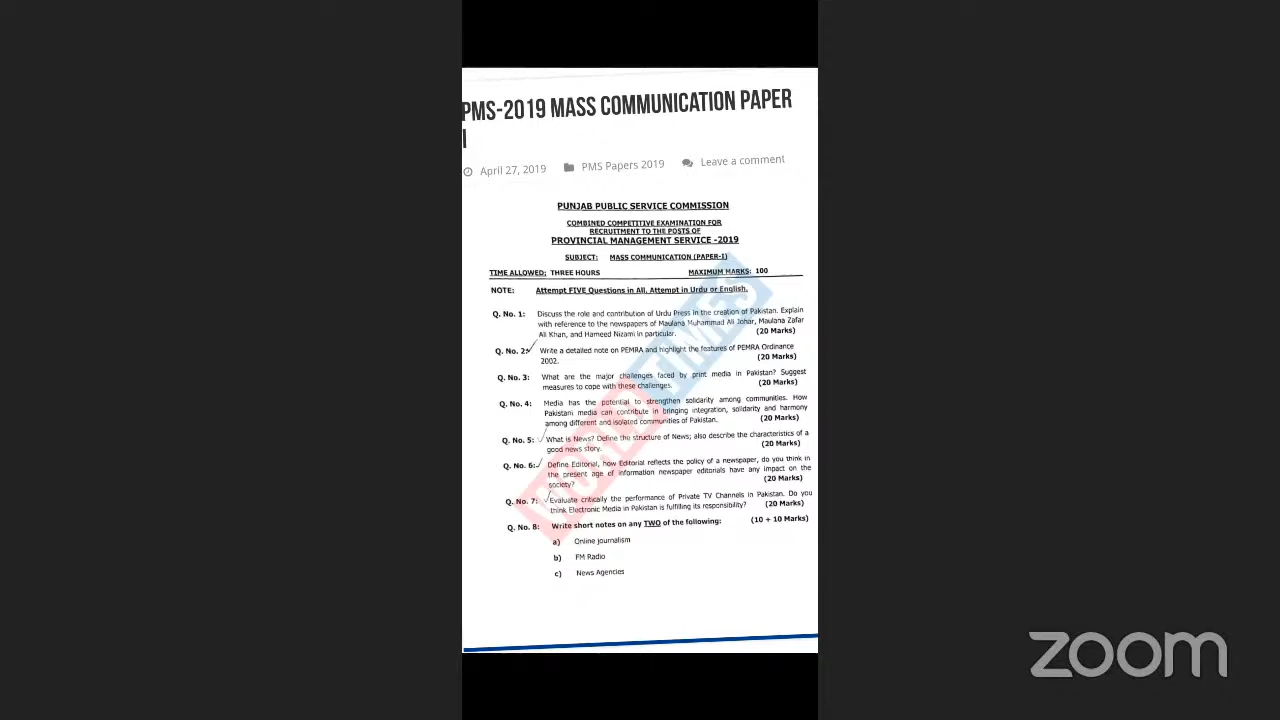 PMS-2019 MASS COMMUNICATION PAPER
I
April 27, 2019 PMS Papers 2019 Leave a comment
PUNJAB PUBLIC SERVICE COMMISSION
COMBINED COMPETITIVE EXAMINATION FOR
RECRUITMENT TO THE POSTS OF
PROVINCIAL MANAGEMENT SERVICE -2019
SUBJECT: MASS COMMUNICATION (PAPER-I)
TIME ALLOWED: THREE HOURS MAXIMUM MARKS: 100
NOTE: Attempt FIVE Questions in All. Attempt in Urdu or English.
Q. No. 1: Discuss the role and contribution of Urdu Press in the creation of Pakistan. Explain
with reference to the newspapers of Maulana Muhammad Ali Johar, Maulana Zafar
Ali Khan, and Hameed Nizami in particular. (20 Marks)
Q. No. 2: Write a detailed note on PEMRA and highlight the features of PEMRA Ordinance
2002. (20 Marks)
Q. No. 3: What are the major challenges faced by print media in Pakistan? Suggest
measures to cope with these challenges. (20 Marks)
Q. No. 4: Media has the potential to strengthen solidarity among communities. How
Pakistani media can contribute in bringing integration, solidarity and harmony
among different and isolated communities of Pakistan. (20 Marks)
Q. No. 5: What is News? Define the structure of News; also describe the characteristics of a
good news story. (20 Marks)
Q. No. 6: Define Editorial, how Editorial reflects the policy of a newspaper, do you think in
the present age of information newspaper editorials have any impact on the
society? (20 Marks)
Q. No. 7: Evaluate critically the performance of Private TV Channels in Pakistan. Do you
think Electronic Media in Pakistan is fulfilling its responsibility? (20 Marks)
Q. No. 8: Write short notes on any TWO of the following: (10 + 10 Marks)
a) Online journalism
b) FM Radio
c) News Agencies
zoom